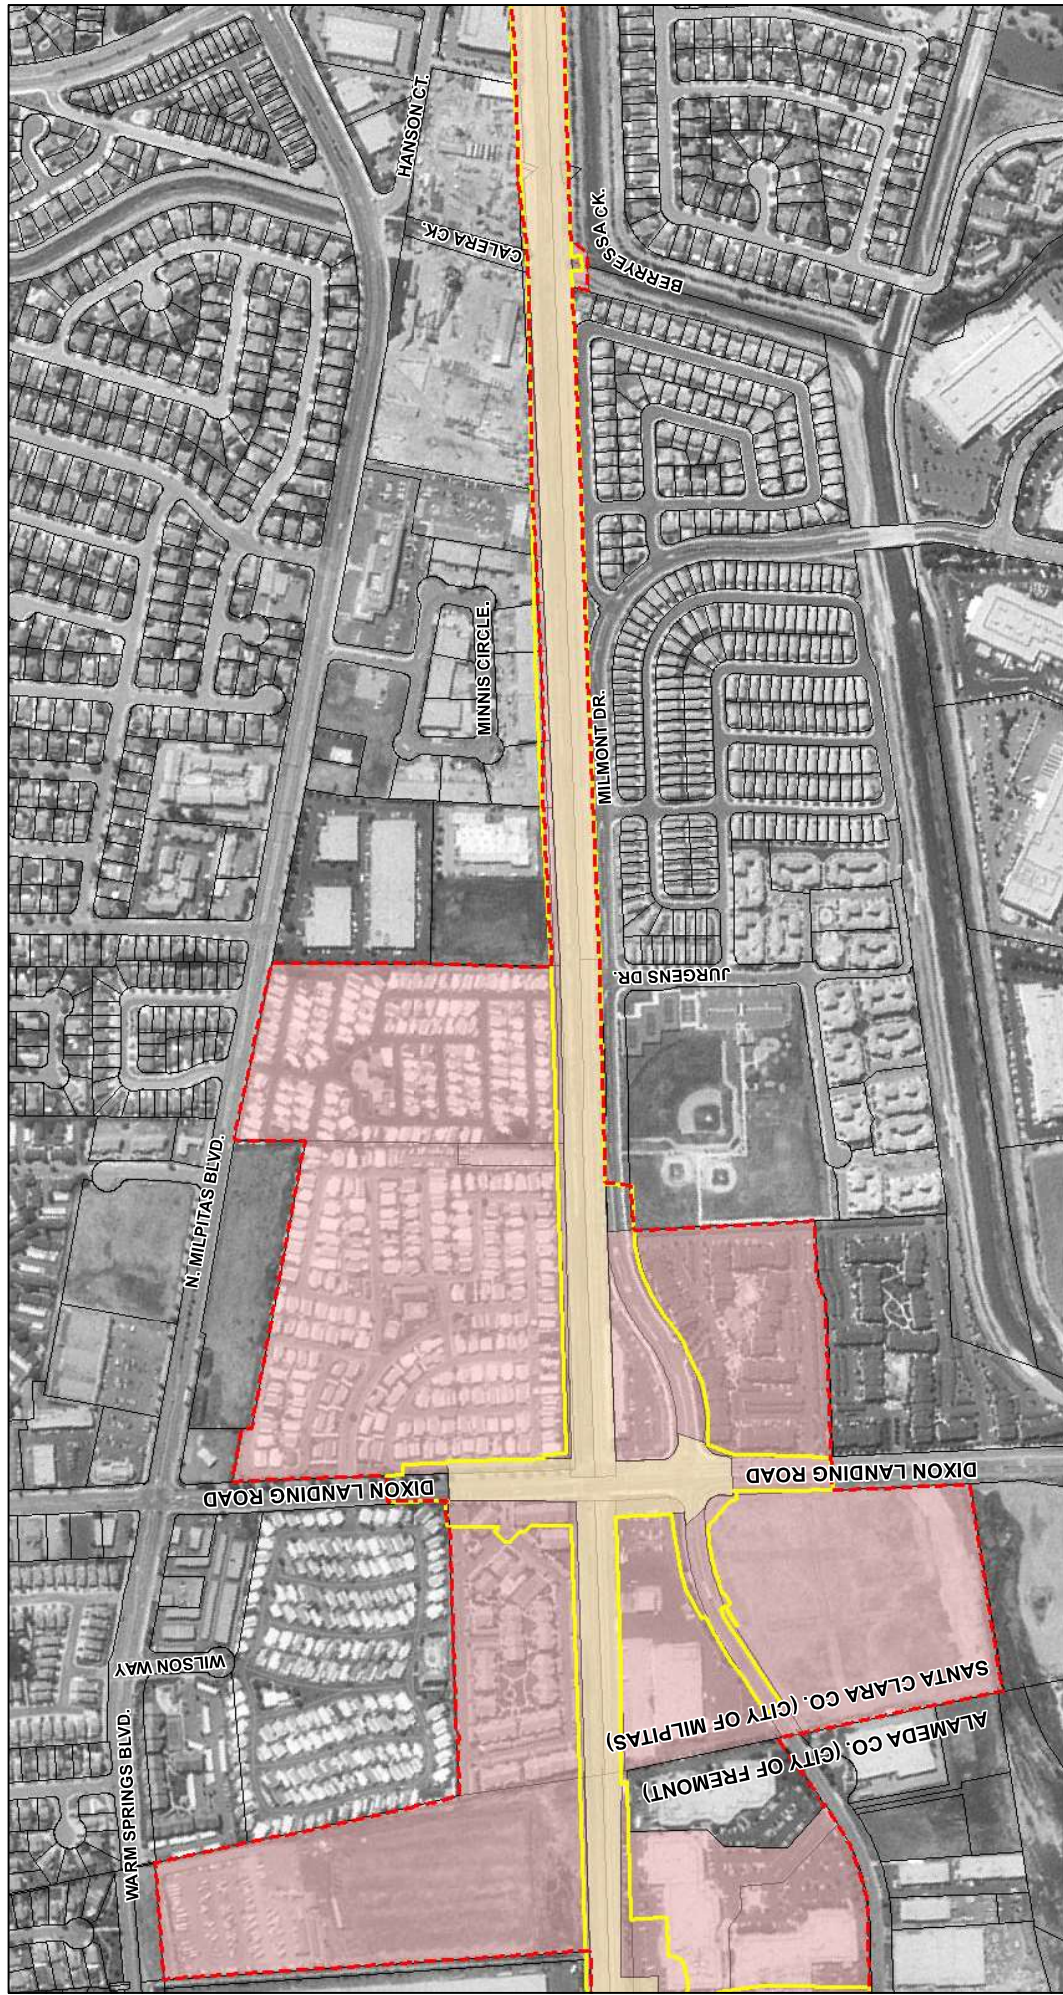 HANSON CT.
CALERA CK.
BERRYESSA CK.
MINNIS CIRCLE.
MILMONT DR.
JURGENS DR.
N. MILPITAS BLVD.
DIXON LANDING ROAD
DIXON LANDING ROAD
WILSON WAY
WARM SPRINGS BLVD.
SANTA CLARA CO. (CITY OF MILPITAS)
ALAMEDA CO. (CITY OF FREMONT)